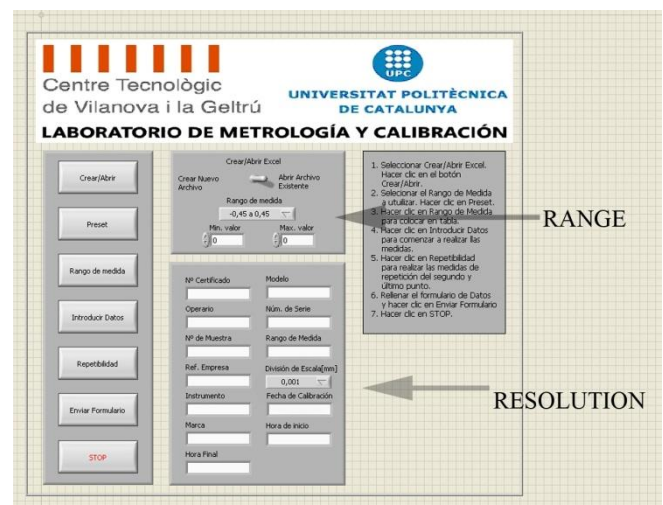 Centre Tecnològic
de Vilanova i la Geltrú
UPC
UNIVERSITAT POLITÈCNICA
DE CATALUNYA
LABORATORIO DE METROLOGÍA Y CALIBRACIÓN
Crear/Abrir
Preset
Rango de medida
Introducir Datos
Repetibilidad
Enviar Formulario
STOP
Crear/Abrir Excel
Crear Nuevo
Archivo
Abrir Archivo
Existente
Rango de medida
-0,45 a 0,45
Min. valor
Max. valor
0
0
Nº Certificado
Modelo
Operario
Núm. de Serie
Nº de Muestra
Rango de Medida
Ref. Empresa
División de Escala[mm]
0,001
Instrumento
Fecha de Calibración
Marca
Hora de inicio
Hora Final
1. Seleccionar Crear/Abrir Excel.
Hacer clic en el botón
Crear/Abrir.
2. Selecionar el Rango de Medida
a utulizar. Hacer clic en Preset.
3. Hacer clic en Rango de Medida
para colocar en tabla.
4. Hacer clic en Introducir Datos
para comenzar a realizar llas
medidas.
5. Hacer clic en Repetibilidad
para realizar las medidas de
repetición del segundo y
último punto.
6. Rellenar el formulario de Datos
y hacer clic en Enviar Formulario
7. Hacer clic en STOP.
RANGE
RESOLUTION